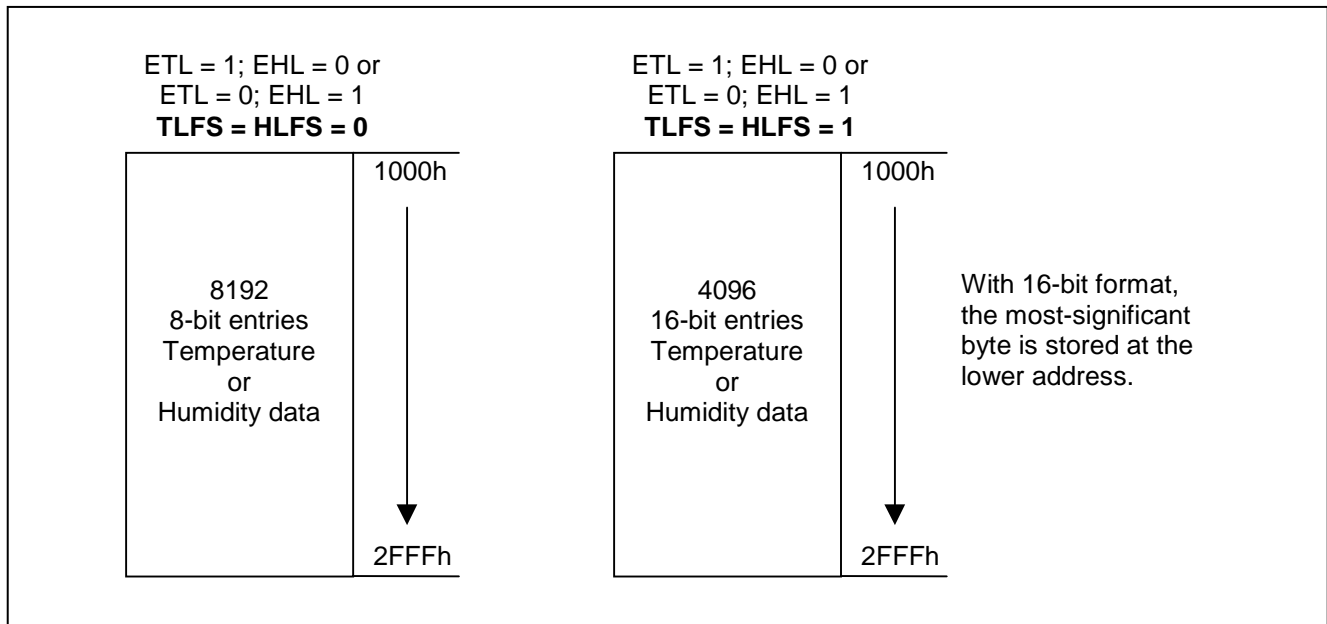 ETL = 1; EHL = 0 or
ETL = 0; EHL = 1
TLFS = HLFS = 0
1000h
8192
8-bit entries
Temperature
or
Humidity data
2FFFh
ETL = 1; EHL = 0 or
ETL = 0; EHL = 1
TLFS = HLFS = 1
1000h
4096
16-bit entries
Temperature
or
Humidity data
2FFFh
With 16-bit format,
the most-significant
byte is stored at the
lower address.